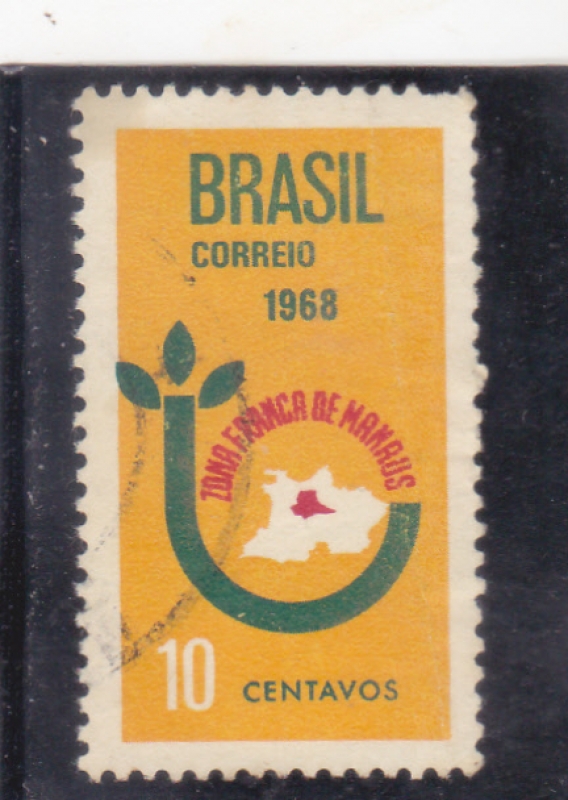 BRASIL
CORREIO
1968
ZONA FRANCA DE MANAUS
10 CENTAVOS